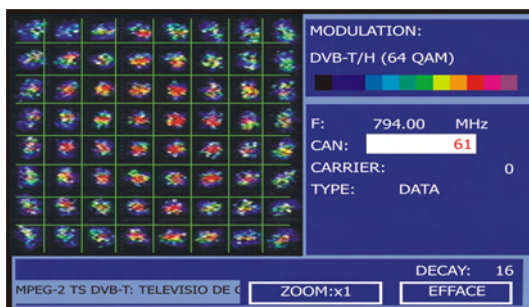 MODULATION:
DVB-T/H (64 QAM)
F: 794.00 MHz
CAN: 61
CARRIER: 0
TYPE: DATA
DECAY: 16
MPEG-2 TS DVB-T: TELEVISIO DE
ZOOM:x1
EFFACE